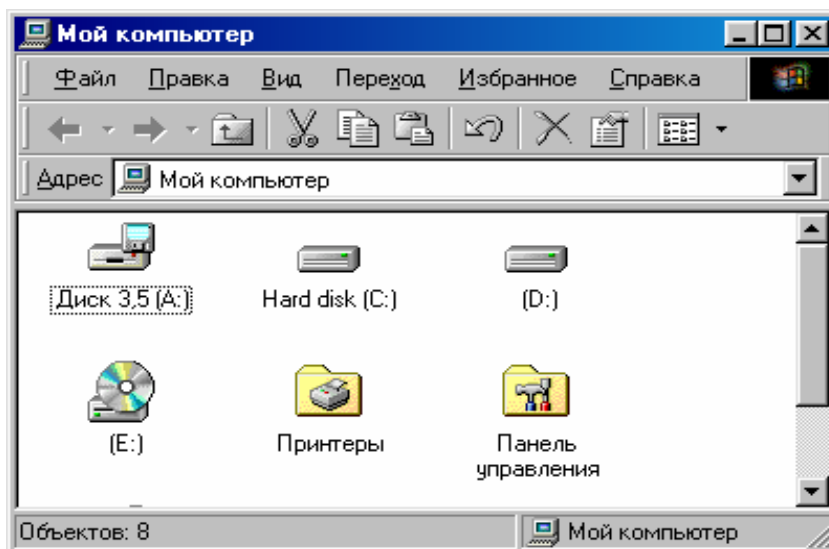 Мой компьютер
Файл Правка Вид Переход Избранное Справка
Адрес Мой компьютер
Диск 3,5 (A:) Hard disk (C:) (D:)
(E:) Принтеры Панель
управления
Объектов: 8 Мой компьютер